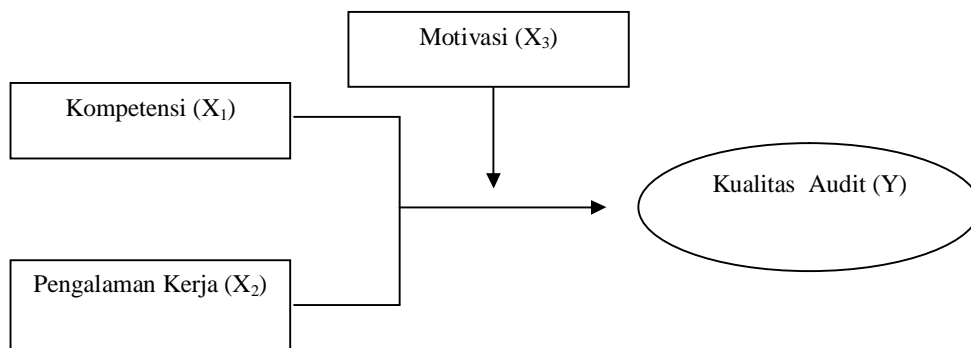 Motivasi (X₃)
Kompetensi (X₁)
Kualitas Audit (Y)
Pengalaman Kerja (X₂)